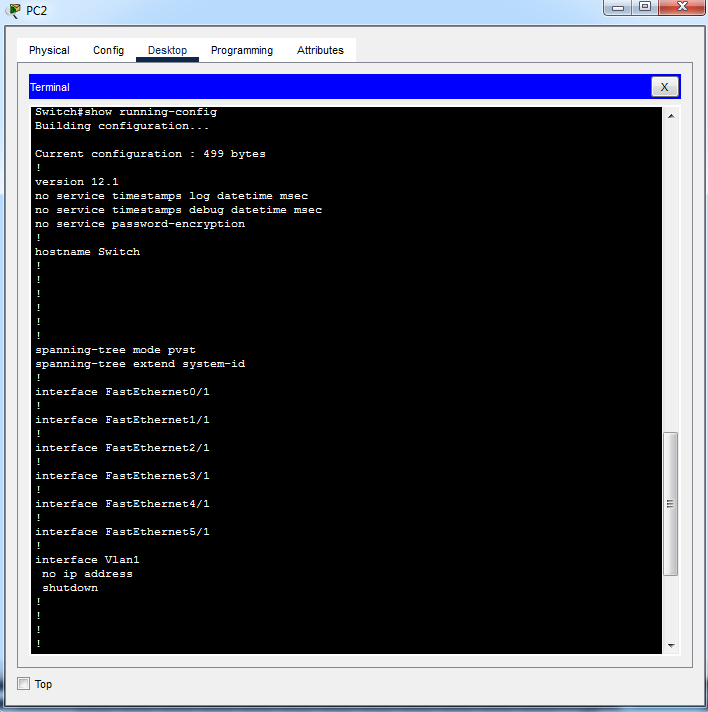 PC2
Physical Config Desktop Programming Attributes
Terminal X
Switch#show running-config
Building configuration...
Current configuration : 499 bytes
!
version 12.1
no service timestamps log datetime msec
no service timestamps debug datetime msec
no service password-encryption
!
hostname Switch
!
!
!
!
!
!
spanning-tree mode pvst
spanning-tree extend system-id
!
interface FastEthernet0/1
!
interface FastEthernet1/1
!
interface FastEthernet2/1
!
interface FastEthernet3/1
!
interface FastEthernet4/1
!
interface FastEthernet5/1
!
interface Vlan1
 no ip address
 shutdown
!
!
!
!
Top